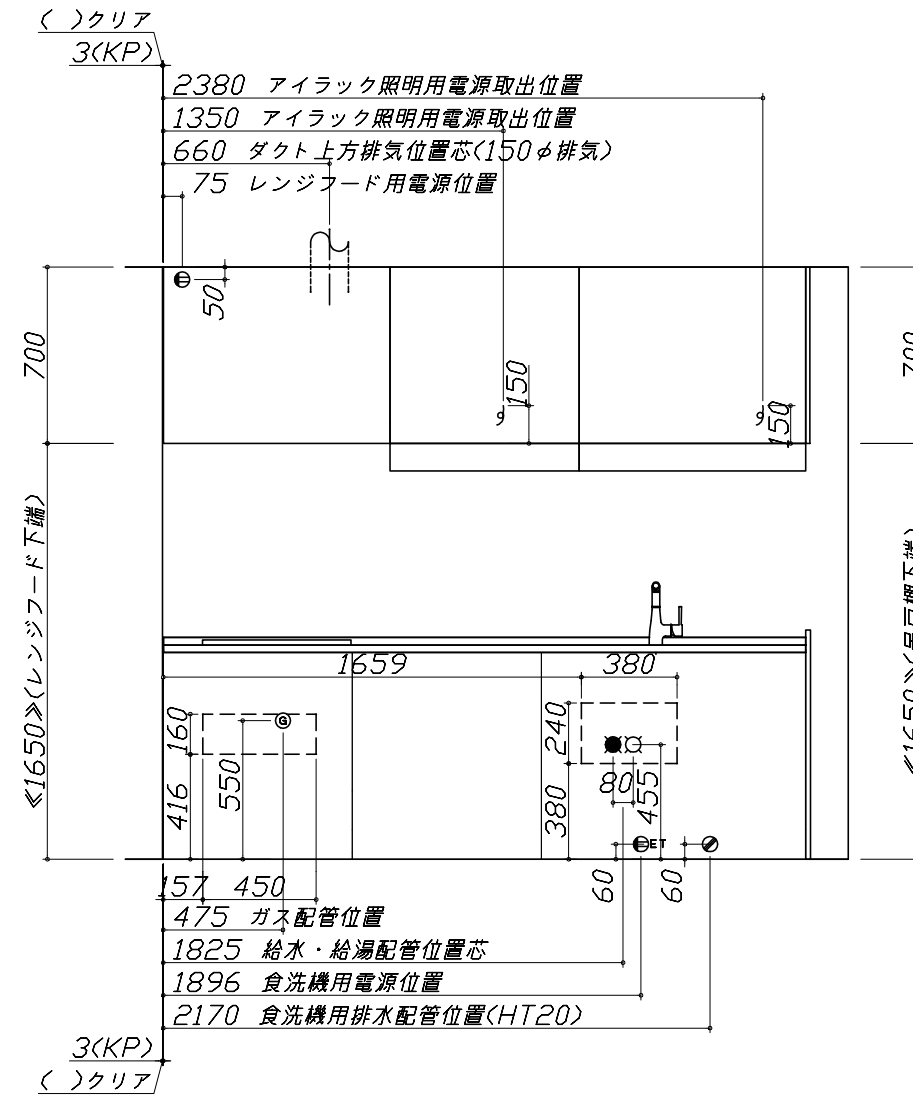 ( )クリア
3(KP)
2380 アイラック照明用電源取出位置
1350 アイラック照明用電源取出位置
660 ダクト上方排気位置芯(150φ排気)
75 レンジフード用電源位置
50
700
700
150
150
≪1650≫(レンジフード下端)
≪1650≫(吊戸棚下端)
1659
380
160
G
550
416
240
380
80
455
ET
60
60
157
450
475 ガス配管位置
1825 給水・給湯配管位置芯
1896 食洗機用電源位置
2170 食洗機用排水配管位置(HT20)
3(KP)
( )クリア